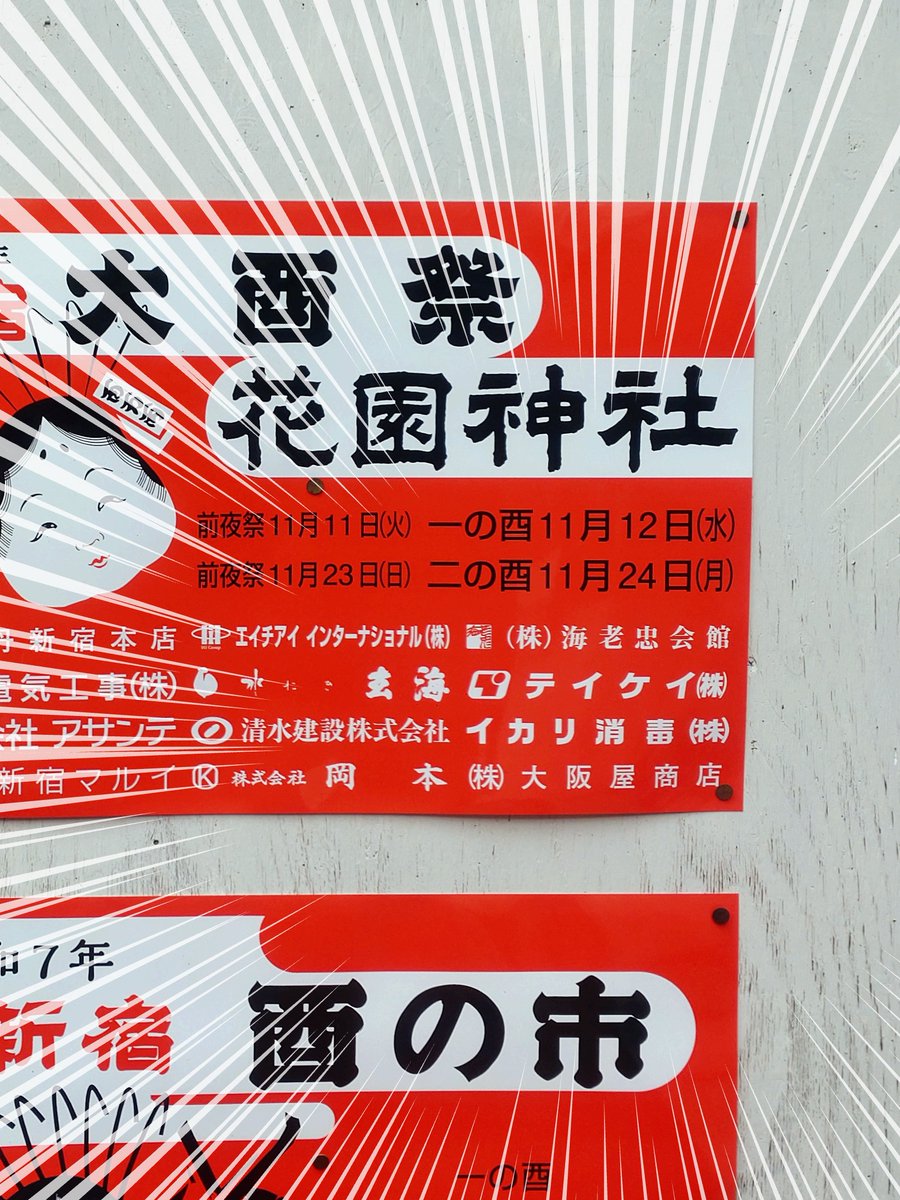 大酉祭
花園神社
前夜祭11月11日(火) 一の酉11月12日(水)
前夜祭11月23日(日) 二の酉11月24日(月)
新宿本店 エイチアイ インターナショナル(株) (株)海老忠会館
電気工事(株) 水たき 玄海 テイケイ(株)
会社 アサンテ 清水建設株式会社 イカリ消毒(株)
新宿マルイ 株式会社 岡本 (株)大阪屋商店
和7年
新宿 酉の市
一の酉